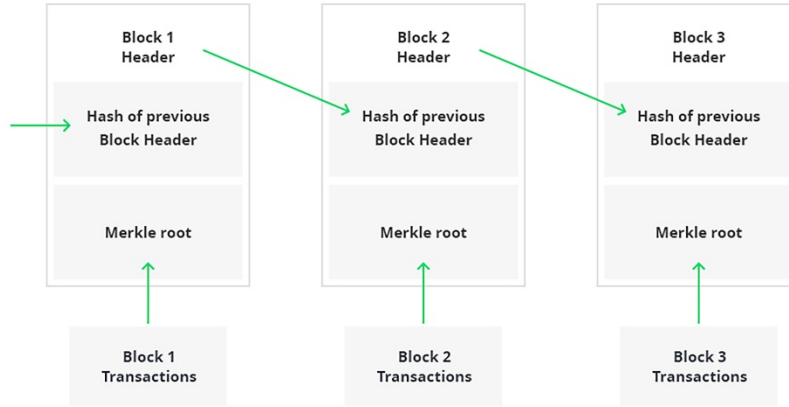 Block 1
Header
Hash of previous
Block Header
Merkle root
Block 1
Transactions
Block 2
Header
Hash of previous
Block Header
Merkle root
Block 2
Transactions
Block 3
Header
Hash of previous
Block Header
Merkle root
Block 3
Transactions